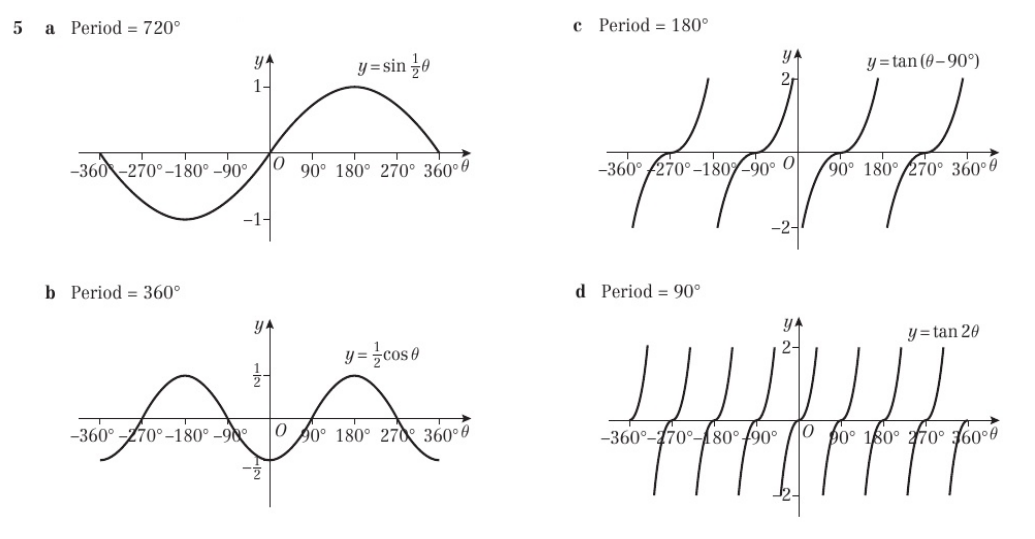 5 a Period = 720°
y
y = sin 1/2 θ
1
−360° −270° −180° −90° O 90° 180° 270° 360° θ
−1
b Period = 360°
y
y = 1/2 cos θ
1/2
−360° −270° −180° −90° O 90° 180° 270° 360° θ
−1/2
c Period = 180°
y
y = tan (θ − 90°)
2
−360° −270° −180° −90° O 90° 180° 270° 360° θ
−2
d Period = 90°
y
y = tan 2θ
2
−360° −270° −180° −90° O 90° 180° 270° 360° θ
−2